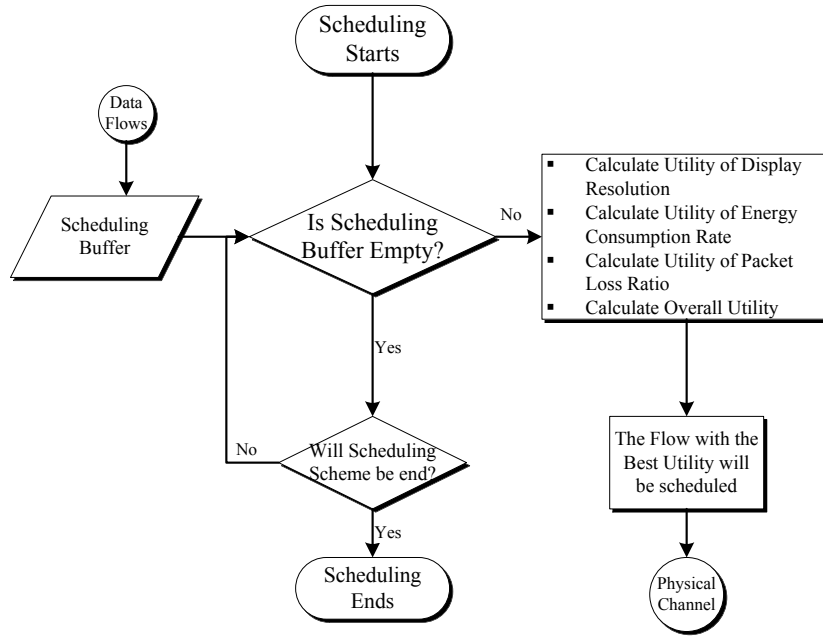 Scheduling
Starts
Data
Flows
Scheduling
Buffer
Is Scheduling
Buffer Empty?
No
▪ Calculate Utility of Display
Resolution
▪ Calculate Utility of Energy
Consumption Rate
▪ Calculate Utility of Packet
Loss Ratio
▪ Calculate Overall Utility
Yes
No
Will Scheduling
Scheme be end?
The Flow with the
Best Utility will
be scheduled
Yes
Scheduling
Ends
Physical
Channel